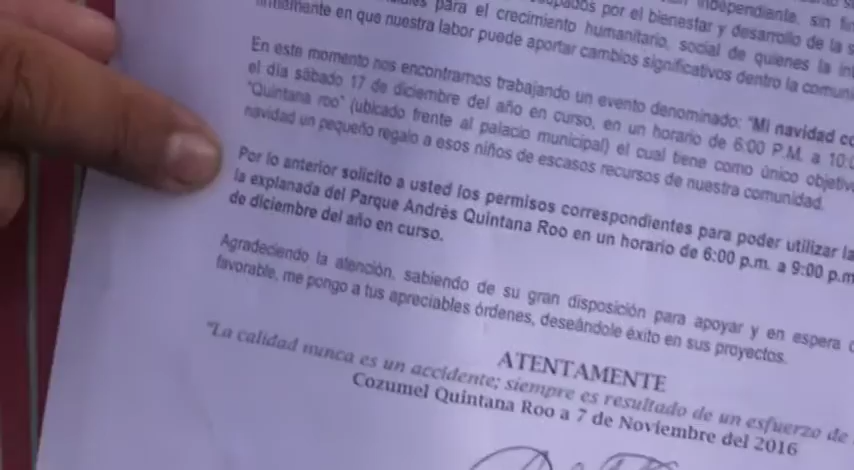 independiente, sin
para el crecimiento humanitario, social de quienes la
en que nuestra labor puede aportar cambios significativos dentro la
En este momento nos encontramos trabajando un evento denominado: "Mi navidad
el día sábado 17 de diciembre del año en curso, en un horario de 6:00 P.M. a
"Quintana roo" (ubicado frente al palacio municipal) el cual tiene como único
navidad un pequeño regalo a esos niños de escasos recursos de nuestra comunidad.
Por lo anterior solicito a usted los permisos correspondientes para poder utilizar la
la explanada del Parque Andrés Quintana Roo en un horario de 6:00 p.m. a 9:00 p.m
de diciembre del año en curso.
Agradeciendo la atención, sabiendo de su gran disposición para apoyar y en espera
favorable, me pongo a tus apreciables órdenes, deseándole éxito en sus proyectos.
ATENTAMENTE
"La calidad nunca es un accidente; siempre es resultado de un esfuerzo de
Cozumel Quintana Roo a 7 de Noviembre del 2016